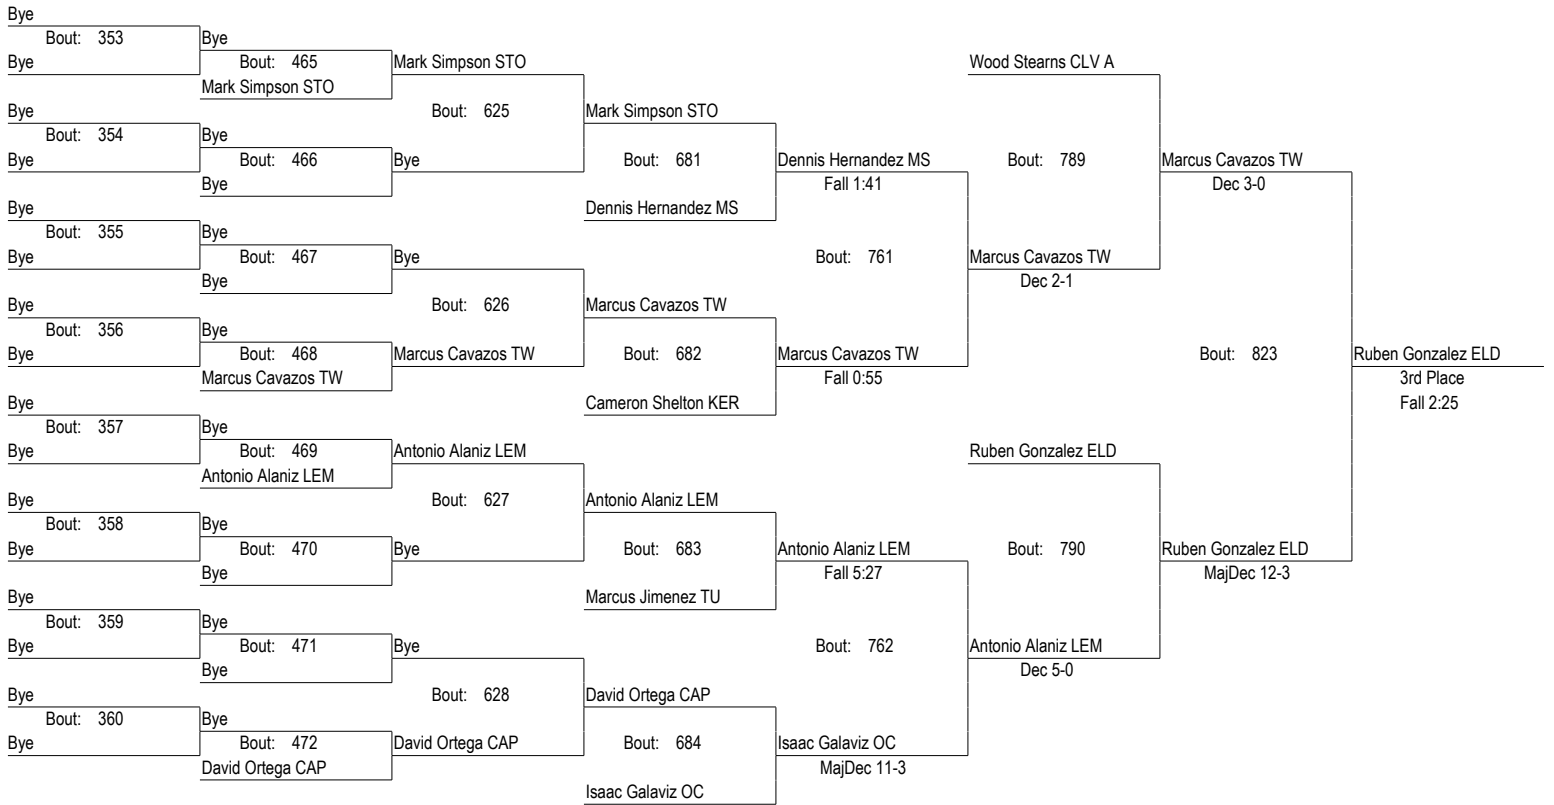 Bye
Bout: 353 Bye
Bye Bout: 465 Mark Simpson STO Wood Stearns CLV A
Mark Simpson STO
Bye Bout: 625 Mark Simpson STO
Bout: 354 Bye
Bye Bout: 466 Bye Bout: 681 Dennis Hernandez MS Bout: 789 Marcus Cavazos TW
Bye Fall 1:41 Dec 3-0
Bye Dennis Hernandez MS
Bout: 355 Bye
Bye Bout: 467 Bye Bout: 761 Marcus Cavazos TW
Bye Dec 2-1
Bye Bout: 626 Marcus Cavazos TW
Bout: 356 Bye
Bye Bout: 468 Marcus Cavazos TW Bout: 682 Marcus Cavazos TW Bout: 823 Ruben Gonzalez ELD
Marcus Cavazos TW Fall 0:55 3rd Place
Bye Cameron Shelton KER Fall 2:25
Bout: 357 Bye
Bye Bout: 469 Antonio Alaniz LEM Ruben Gonzalez ELD
Antonio Alaniz LEM
Bye Bout: 627 Antonio Alaniz LEM
Bout: 358 Bye
Bye Bout: 470 Bye Bout: 683 Antonio Alaniz LEM Bout: 790 Ruben Gonzalez ELD
Bye Fall 5:27 MajDec 12-3
Bye Marcus Jimenez TU
Bout: 359 Bye
Bye Bout: 471 Bye Bout: 762 Antonio Alaniz LEM
Bye Dec 5-0
Bye Bout: 628 David Ortega CAP
Bout: 360 Bye
Bye Bout: 472 David Ortega CAP Bout: 684 Isaac Galaviz OC
David Ortega CAP MajDec 11-3
Isaac Galaviz OC